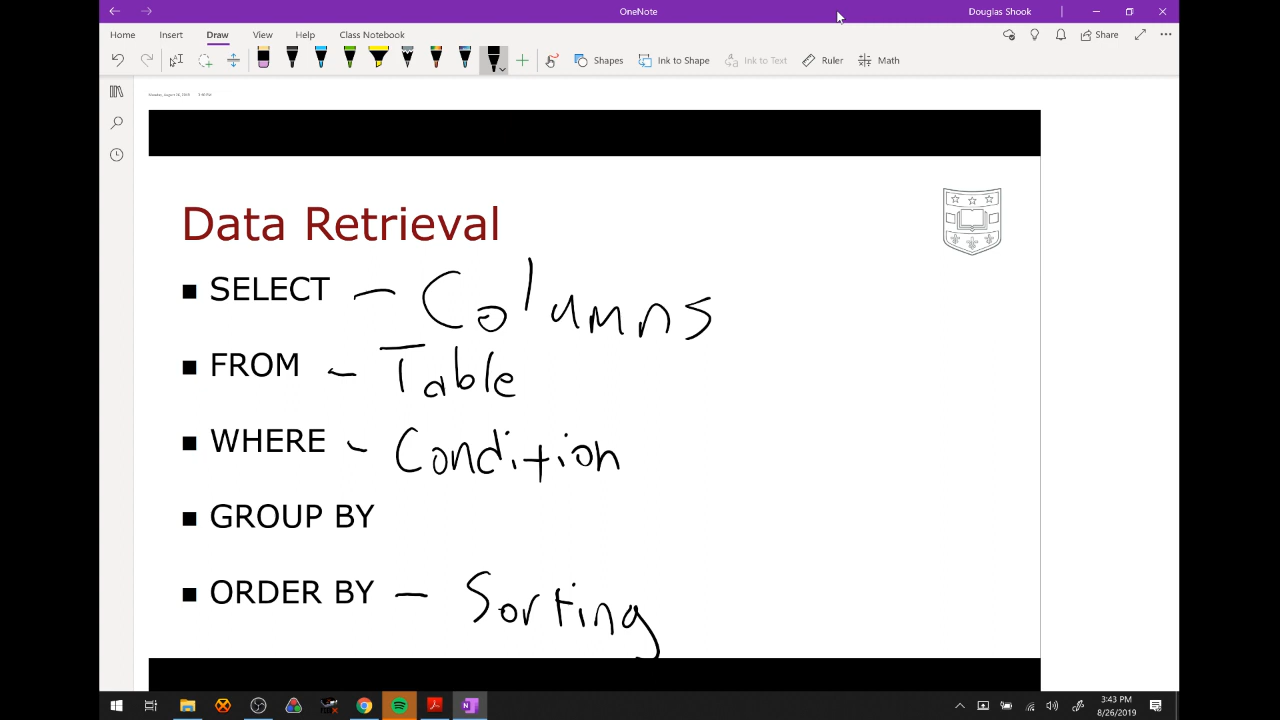 OneNote
Douglas Shook
Home Insert Draw View Help Class Notebook
Share
Shapes Ink to Shape Ink to Text Ruler Math
Data Retrieval
SELECT — Columns
FROM — Table
WHERE — Condition
GROUP BY
ORDER BY — Sorting
3:43 PM
8/26/2019